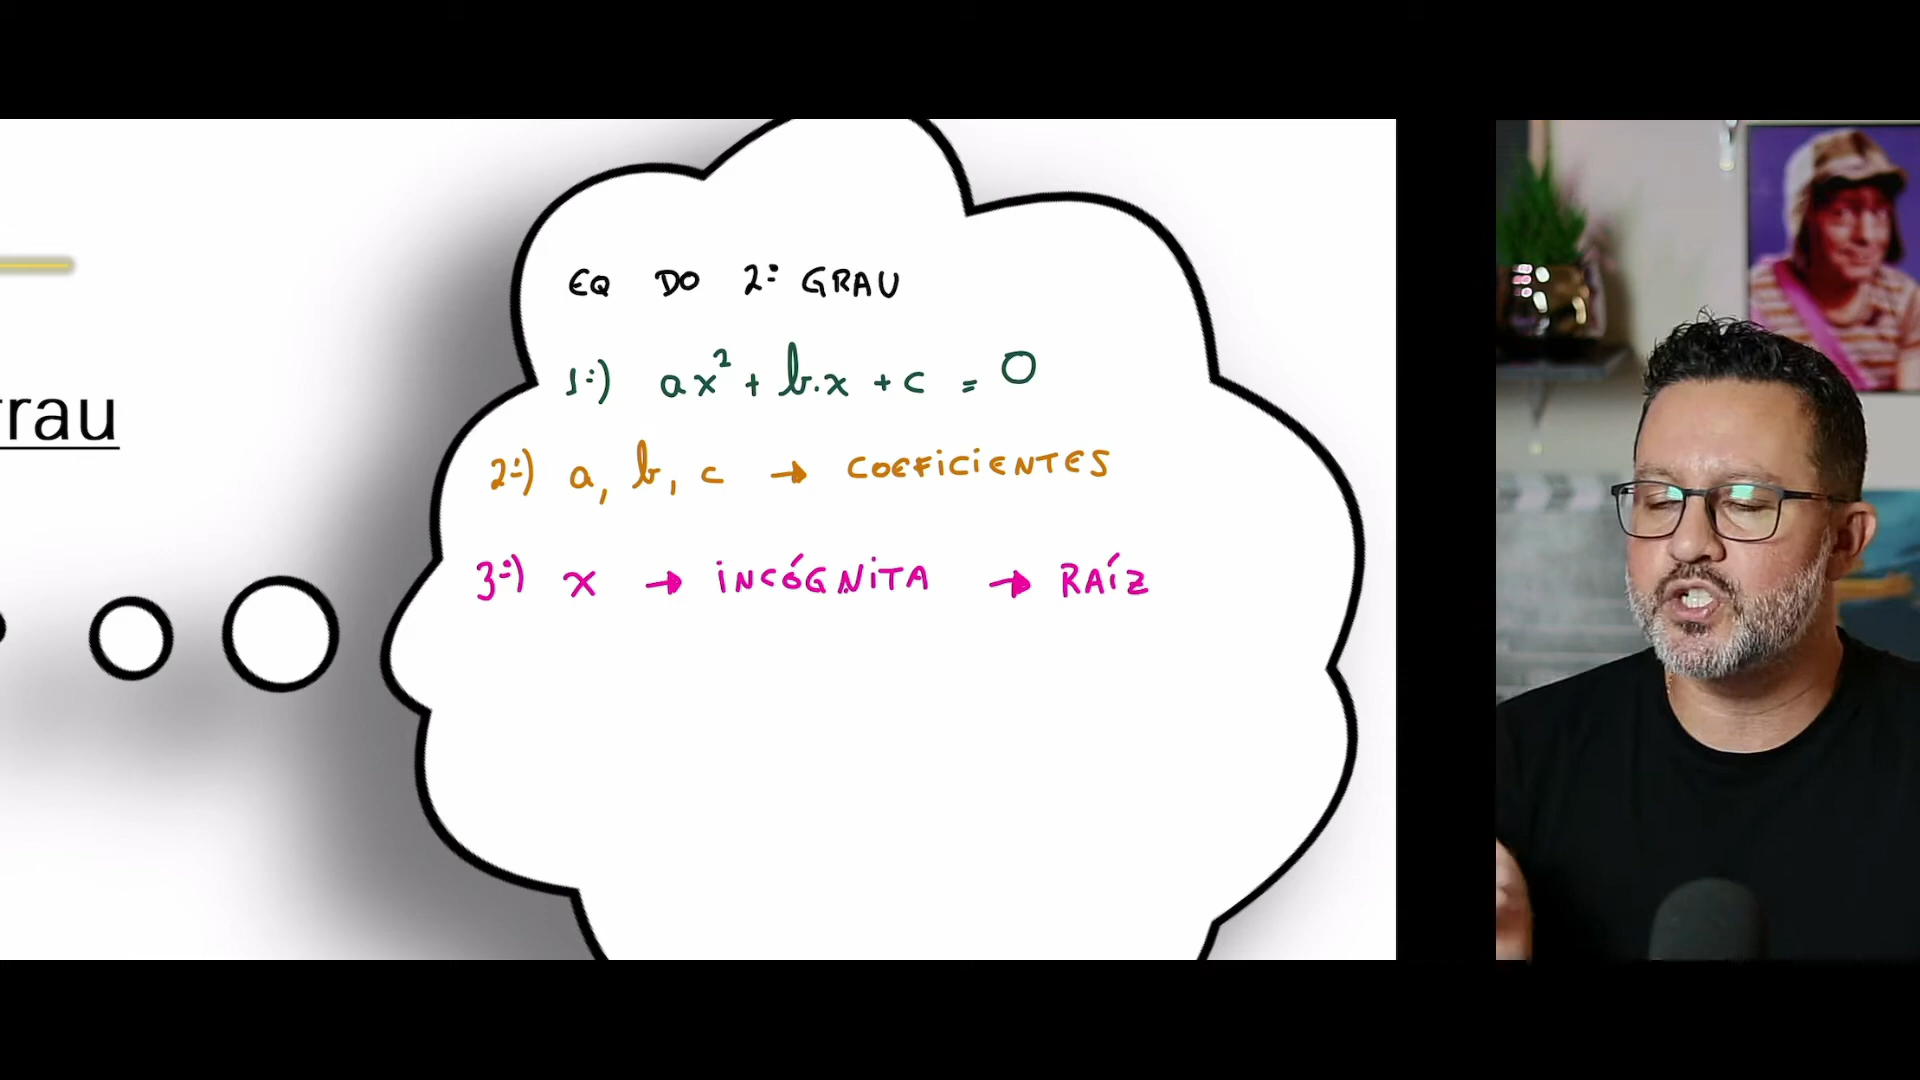 rau
EQ DO 2º GRAU
1º) ax² + b.x + c = 0
2º) a, b, c → COEFICIENTES
3º) x → INCÓGNITA → RAÍZ